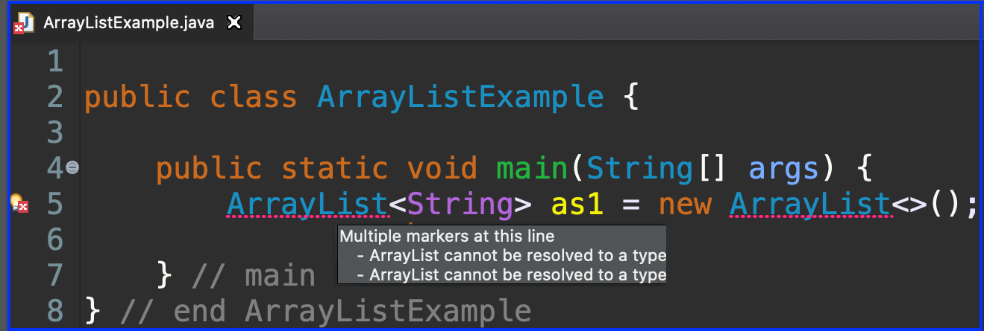 ArrayListExample.java
1
2 public class ArrayListExample {
3
4 public static void main(String[] args) {
5 ArrayList<String> as1 = new ArrayList<>();
6
Multiple markers at this line
- ArrayList cannot be resolved to a type
- ArrayList cannot be resolved to a type
7 } // main
8 } // end ArrayListExample